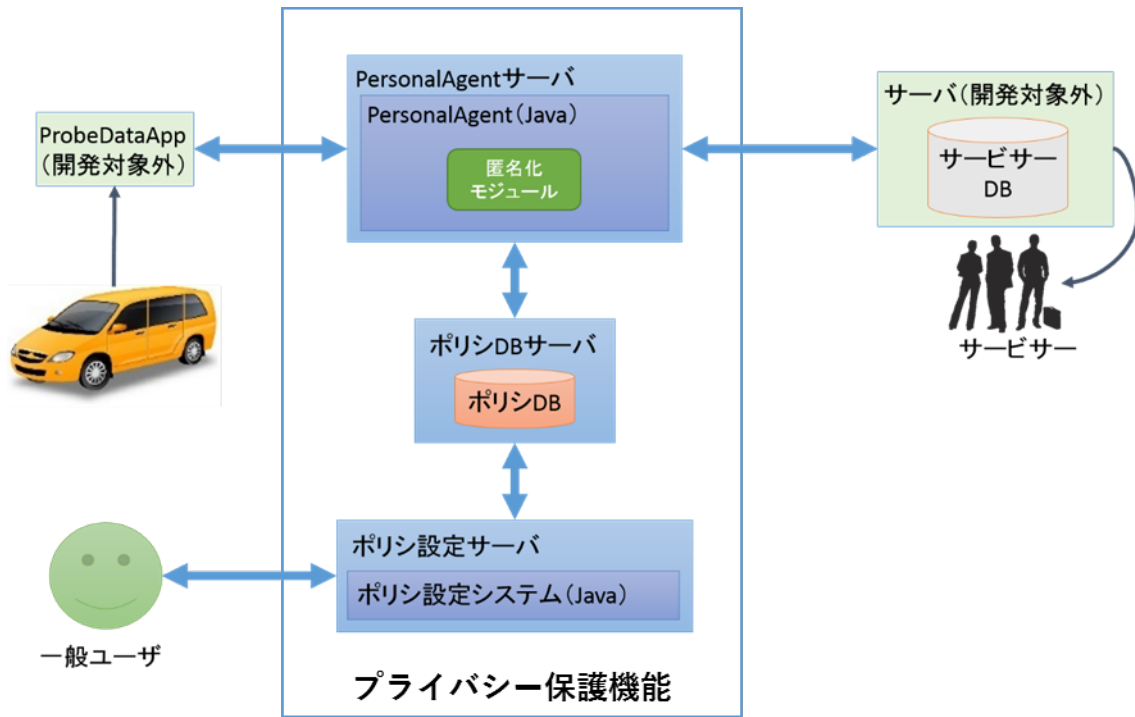 PersonalAgentサーバ
PersonalAgent(Java)
匿名化
モジュール
ProbeDataApp
(開発対象外)
サーバ(開発対象外)
サービサー
DB
サービサー
ポリシDBサーバ
ポリシDB
ポリシ設定サーバ
ポリシ設定システム(Java)
一般ユーザ
プライバシー保護機能